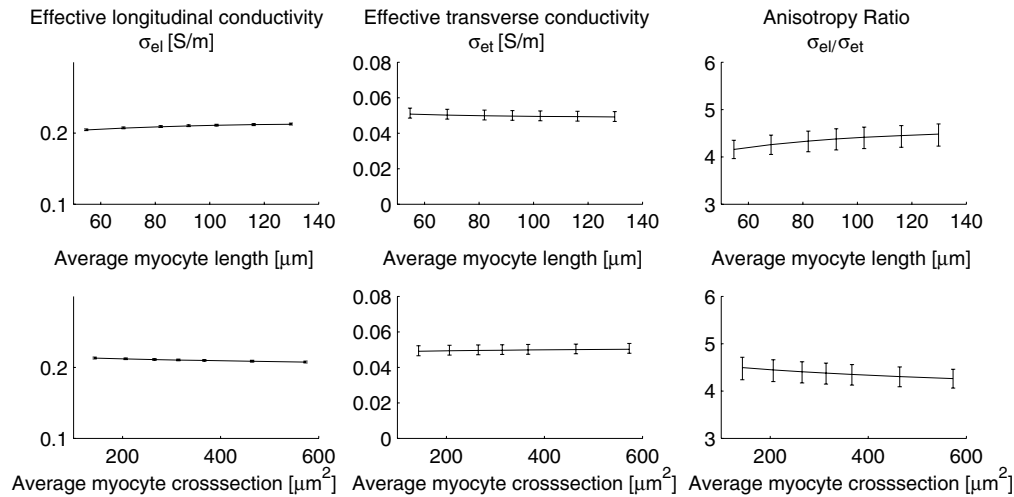 Effective longitudinal conductivity
σel [S/m]
Effective transverse conductivity
σet [S/m]
Anisotropy Ratio
σel/σet
0.2
0.1
60 80 100 120 140
Average myocyte length [μm]
0.08
0.06
0.04
0.02
0
60 80 100 120 140
Average myocyte length [μm]
6
5
4
3
60 80 100 120 140
Average myocyte length [μm]
0.2
0.1
200 400 600
Average myocyte crosssection [μm²]
0.08
0.06
0.04
0.02
0
200 400 600
Average myocyte crosssection [μm²]
6
5
4
3
200 400 600
Average myocyte crosssection [μm²]